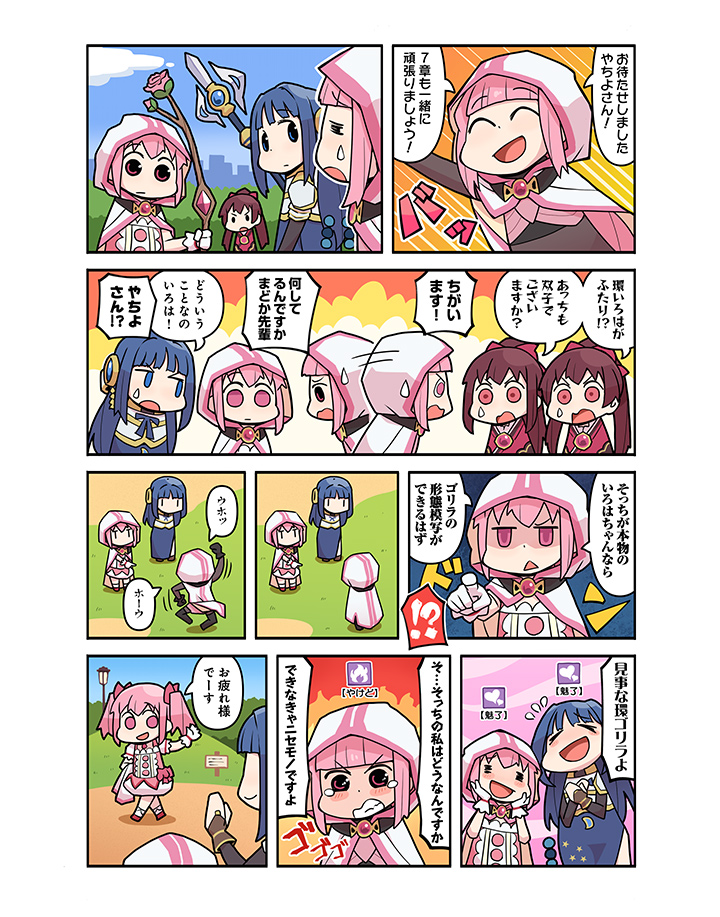 お待たせしました
やちよさん！
7章も一緒に
頑張りましょう！
バッ
環いろはが
ふたり!?
あっちも
双子で
ござい
ますか？
ちがい
ます！
何して
るんですか
まどか先輩
どういう
ことなの
いろは！
やちよ
さん!?
そっちが本物の
いろはちゃんなら
ゴリラの
形態模写が
できるはず
!?
ウホッ
ホーウ
見事な環ゴリラよ
【魅了】
【魅了】
【やけど】
そ…そっちの私はどうなんですか
できなきゃニセモノですよ
ゴゴゴ
お疲れ様
でーす